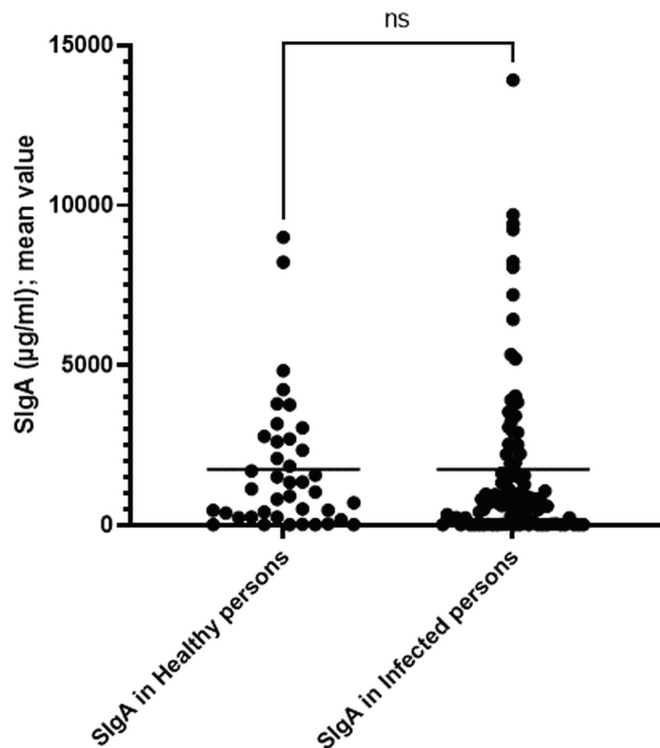 ns
15000
10000
5000
0
SIgA (µg/ml); mean value
SIgA in Healthy persons
SIgA in Infected persons